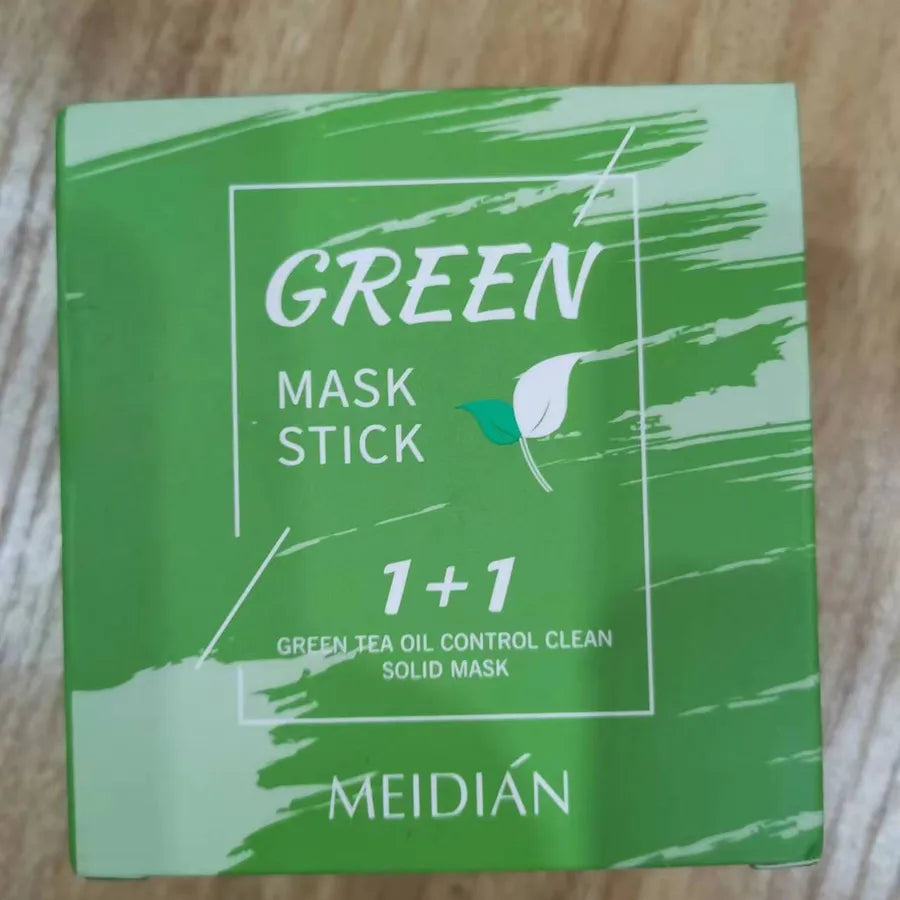 GREEN
MASK
STICK
1+1
GREEN TEA OIL CONTROL CLEAN
SOLID MASK
MEIDIÁN